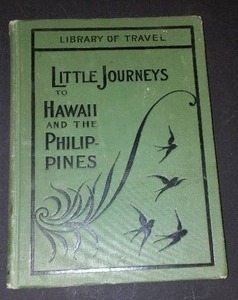 LIBRARY OF TRAVEL
LITTLE JOURNEYS
TO
HAWAII
AND THE
PHILIP-
PINES